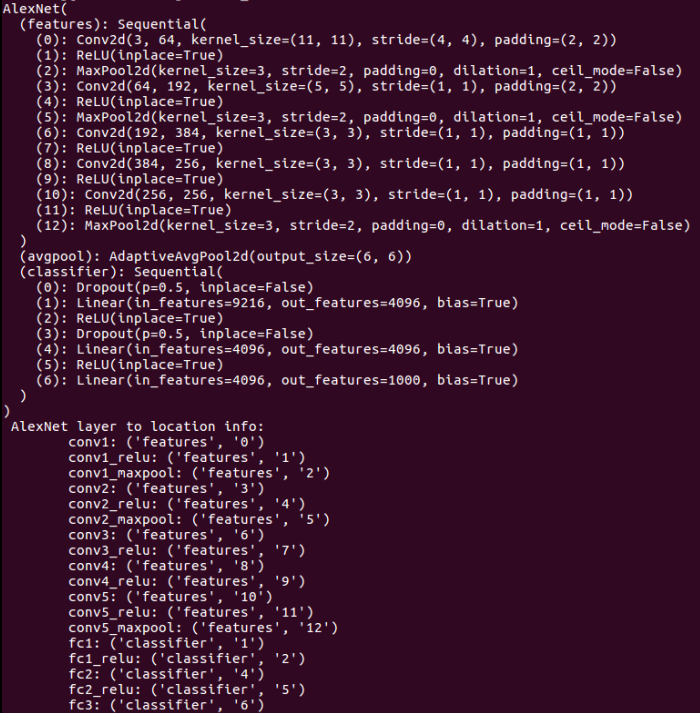 AlexNet(
  (features): Sequential(
    (0): Conv2d(3, 64, kernel_size=(11, 11), stride=(4, 4), padding=(2, 2))
    (1): ReLU(inplace=True)
    (2): MaxPool2d(kernel_size=3, stride=2, padding=0, dilation=1, ceil_mode=False)
    (3): Conv2d(64, 192, kernel_size=(5, 5), stride=(1, 1), padding=(2, 2))
    (4): ReLU(inplace=True)
    (5): MaxPool2d(kernel_size=3, stride=2, padding=0, dilation=1, ceil_mode=False)
    (6): Conv2d(192, 384, kernel_size=(3, 3), stride=(1, 1), padding=(1, 1))
    (7): ReLU(inplace=True)
    (8): Conv2d(384, 256, kernel_size=(3, 3), stride=(1, 1), padding=(1, 1))
    (9): ReLU(inplace=True)
    (10): Conv2d(256, 256, kernel_size=(3, 3), stride=(1, 1), padding=(1, 1))
    (11): ReLU(inplace=True)
    (12): MaxPool2d(kernel_size=3, stride=2, padding=0, dilation=1, ceil_mode=False)
  )
  (avgpool): AdaptiveAvgPool2d(output_size=(6, 6))
  (classifier): Sequential(
    (0): Dropout(p=0.5, inplace=False)
    (1): Linear(in_features=9216, out_features=4096, bias=True)
    (2): ReLU(inplace=True)
    (3): Dropout(p=0.5, inplace=False)
    (4): Linear(in_features=4096, out_features=4096, bias=True)
    (5): ReLU(inplace=True)
    (6): Linear(in_features=4096, out_features=1000, bias=True)
  )
)
 AlexNet layer to location info:
        conv1: ('features', '0')
        conv1_relu: ('features', '1')
        conv1_maxpool: ('features', '2')
        conv2: ('features', '3')
        conv2_relu: ('features', '4')
        conv2_maxpool: ('features', '5')
        conv3: ('features', '6')
        conv3_relu: ('features', '7')
        conv4: ('features', '8')
        conv4_relu: ('features', '9')
        conv5: ('features', '10')
        conv5_relu: ('features', '11')
        conv5_maxpool: ('features', '12')
        fc1: ('classifier', '1')
        fc1_relu: ('classifier', '2')
        fc2: ('classifier', '4')
        fc2_relu: ('classifier', '5')
        fc3: ('classifier', '6')